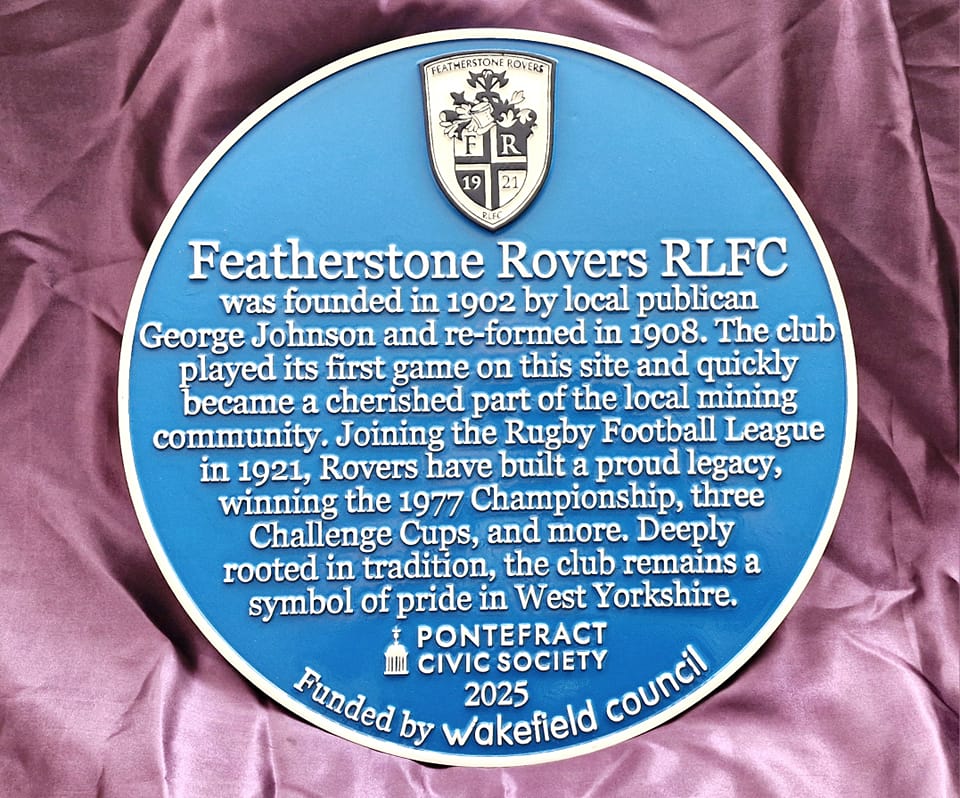 FEATHERSTONE ROVERS
F R
19 21
RLFC
Featherstone Rovers RLFC
was founded in 1902 by local publican
George Johnson and re-formed in 1908. The club
played its first game on this site and quickly
became a cherished part of the local mining
community. Joining the Rugby Football League
in 1921, Rovers have built a proud legacy,
winning the 1977 Championship, three
Challenge Cups, and more. Deeply
rooted in tradition, the club remains a
symbol of pride in West Yorkshire.
PONTEFRACT
CIVIC SOCIETY
2025
Funded by wakefield council